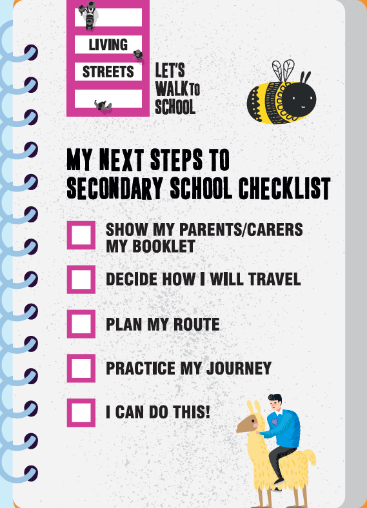 LIVING
STREETS
LET'S
WALK TO
SCHOOL
MY NEXT STEPS TO
SECONDARY SCHOOL CHECKLIST
SHOW MY PARENTS/CARERS
MY BOOKLET
DECIDE HOW I WILL TRAVEL
PLAN MY ROUTE
PRACTICE MY JOURNEY
I CAN DO THIS!